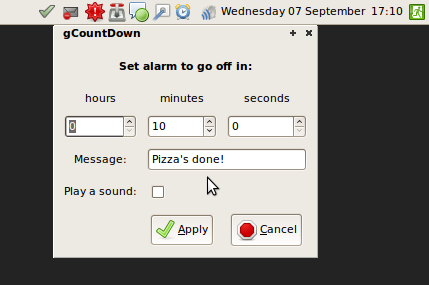 Wednesday 07 September 17:10
gCountDown
Set alarm to go off in:
hours minutes seconds
0 10 0
Message: Pizza's done!
Play a sound:
Apply Cancel